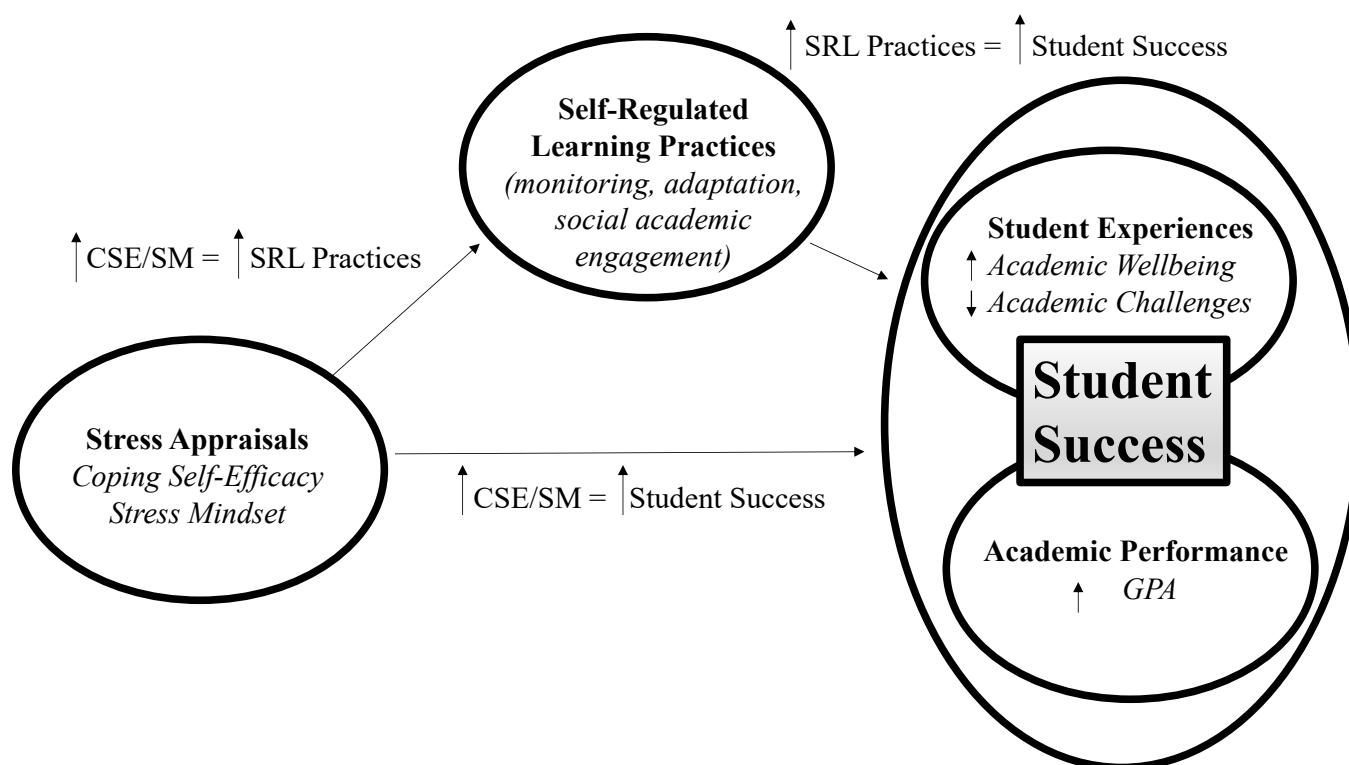 ↑ SRL Practices = ↑ Student Success
Self-Regulated
Learning Practices
(monitoring, adaptation,
social academic
engagement)
↑ CSE/SM = ↑ SRL Practices
Stress Appraisals
Coping Self-Efficacy
Stress Mindset
↑ CSE/SM = ↑ Student Success
Student Experiences
↑ Academic Wellbeing
↓ Academic Challenges
Student
Success
Academic Performance
↑ GPA